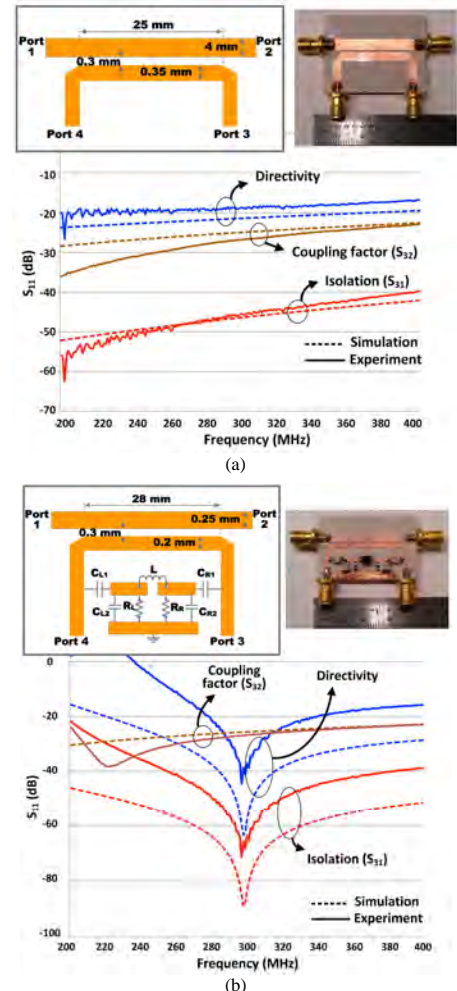 25 mm
Port 1
Port 2
4 mm
0.3 mm
0.35 mm
Port 4
Port 3
-10
-20
-30
-40
-50
-60
-70
S11 (dB)
Directivity
Coupling factor (S32)
Isolation (S31)
Simulation
Experiment
200
220
240
260
280
300
320
340
360
380
400
Frequency (MHz)
(a)
28 mm
Port 1
Port 2
0.25 mm
0.3 mm
0.2 mm
CL1
L
CR1
CL2
RL
RR
CR2
Port 4
Port 3
0
-20
-40
-60
-80
-100
S11 (dB)
Coupling factor (S32)
Directivity
Isolation (S31)
Simulation
Experiment
200
220
240
260
280
300
320
340
360
380
400
Frequency (MHz)
(b)